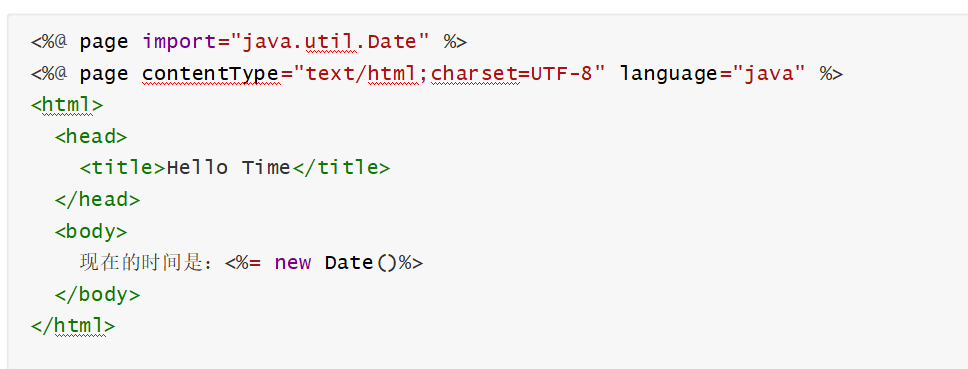 <%@ page import="java.util.Date" %>
<%@ page contentType="text/html;charset=UTF-8" language="java" %>
<html>
<head>
<title>Hello Time</title>
</head>
<body>
现在的时间是：<%= new Date()%>
</body>
</html>